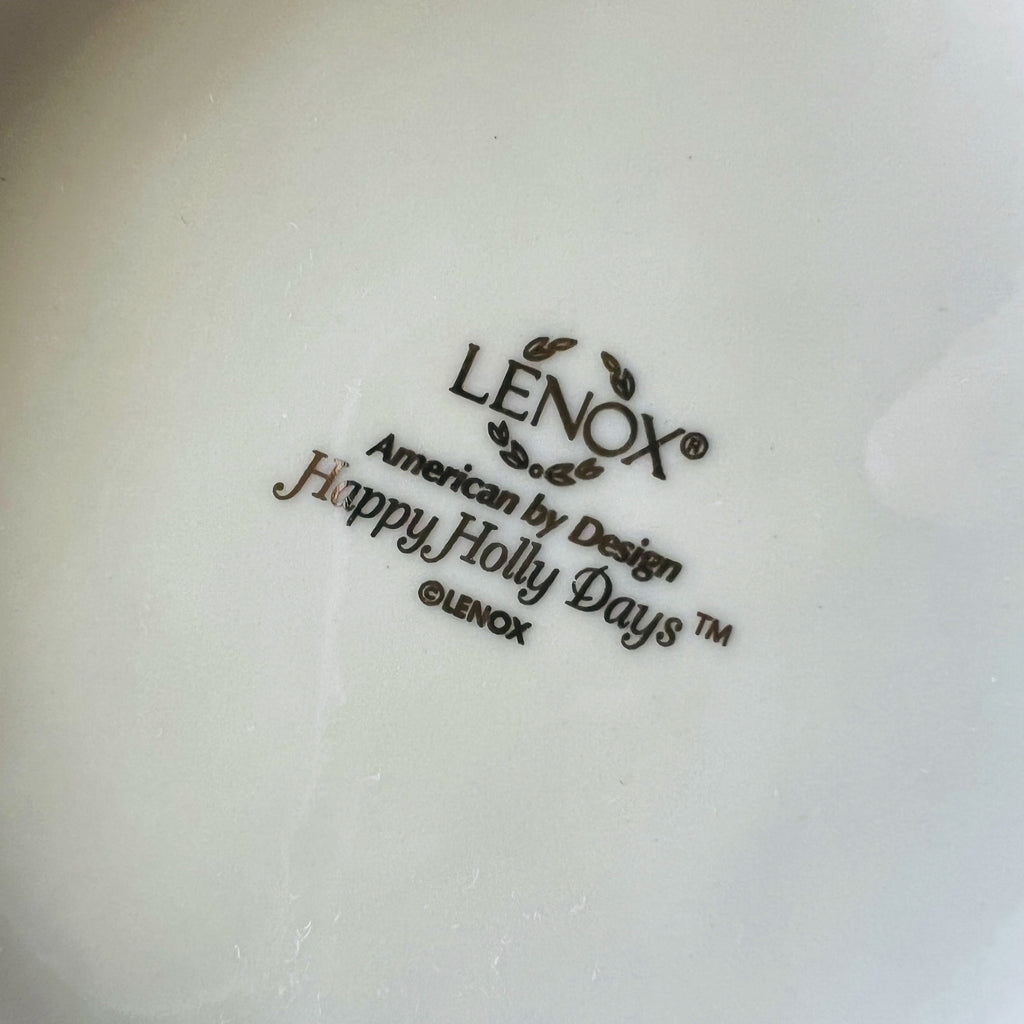 LENOX®
American by Design
Happy Holly Days™
©LENOX